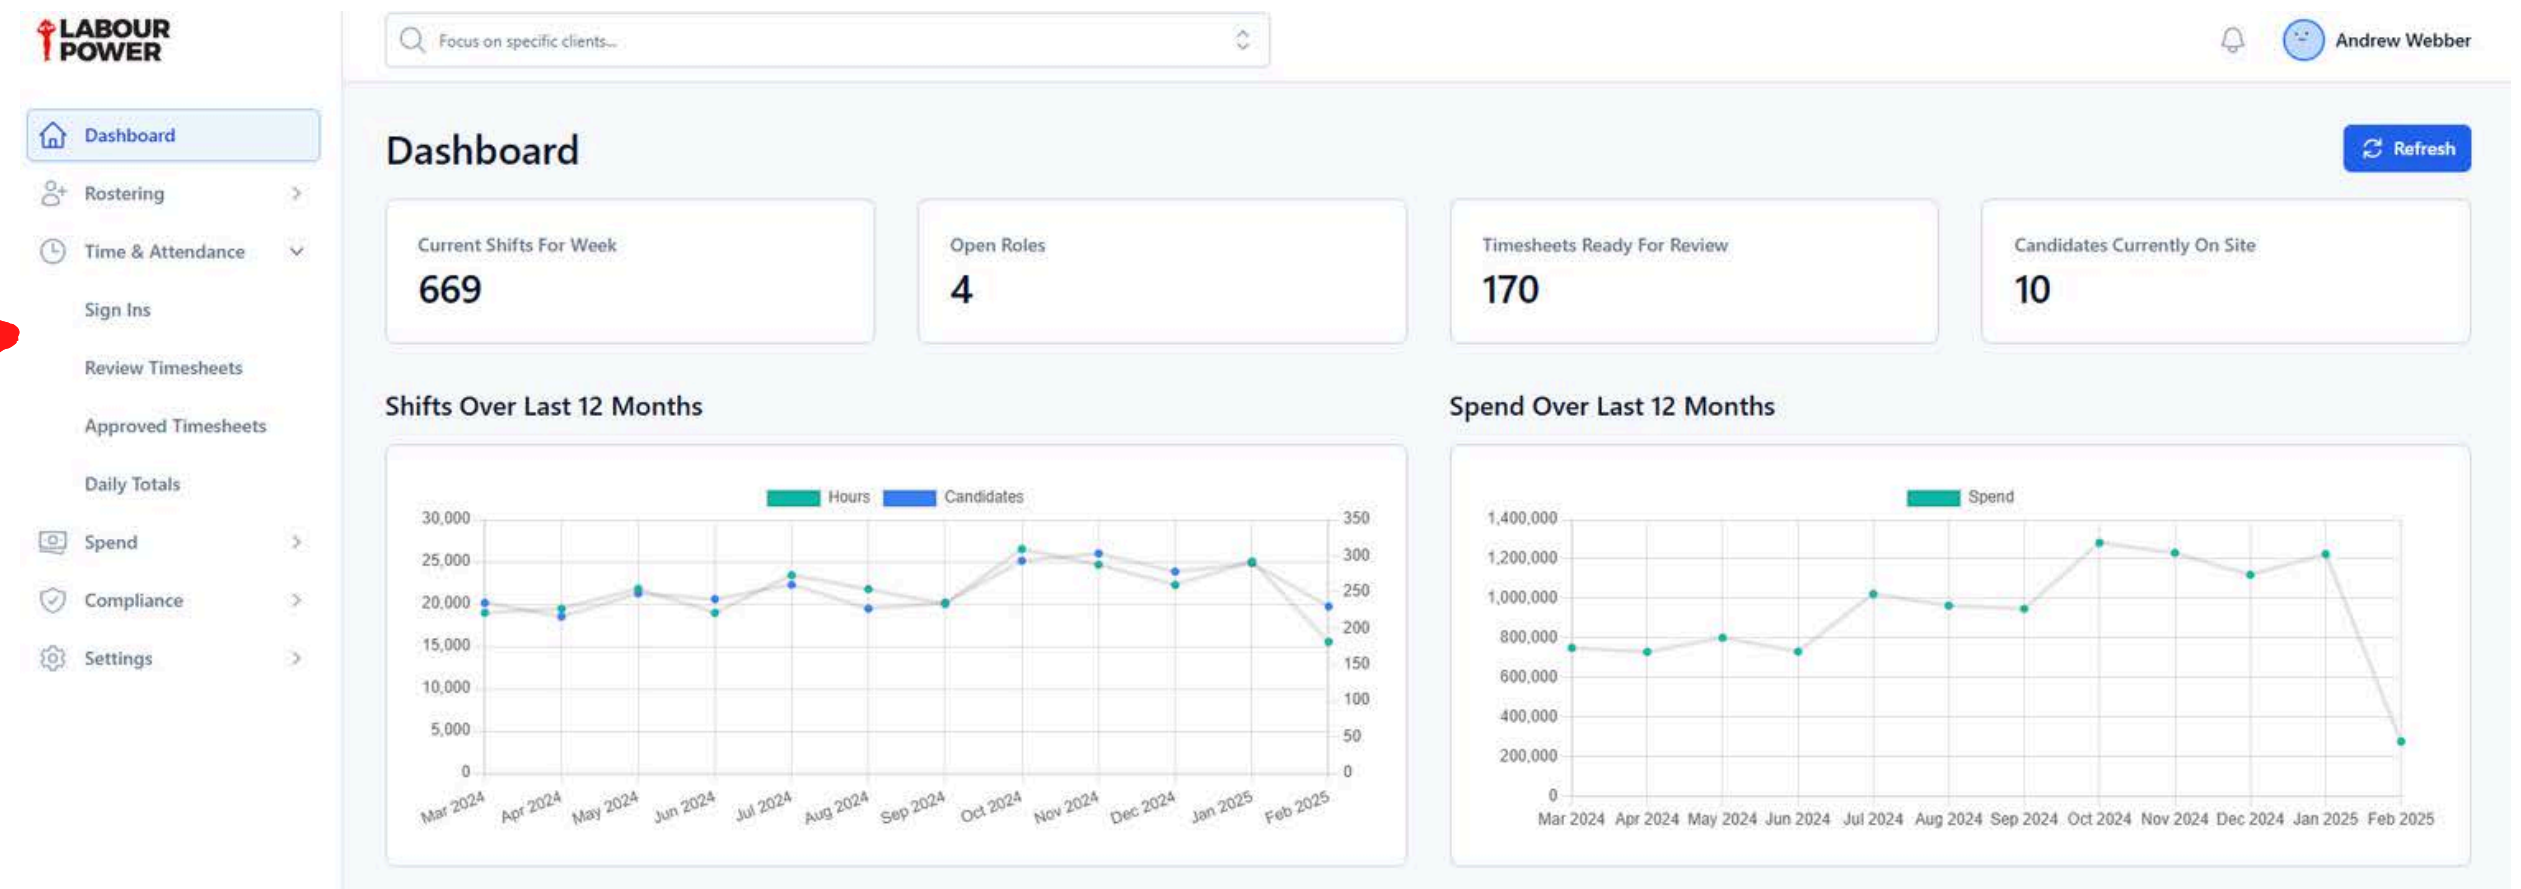 LABOUR
POWER
Focus on specific clients...
Andrew Webber
Dashboard
Rostering
Time & Attendance
Sign Ins
Review Timesheets
Approved Timesheets
Daily Totals
Spend
Compliance
Settings
Dashboard
Refresh
Current Shifts For Week
669
Open Roles
4
Timesheets Ready For Review
170
Candidates Currently On Site
10
Shifts Over Last 12 Months
Hours Candidates
30,000
25,000
20,000
15,000
10,000
5,000
0
350
300
250
200
150
100
50
0
Mar 2024 Apr 2024 May 2024 Jun 2024 Jul 2024 Aug 2024 Sep 2024 Oct 2024 Nov 2024 Dec 2024 Jan 2025 Feb 2025
Spend Over Last 12 Months
Spend
1,400,000
1,200,000
1,000,000
800,000
600,000
400,000
200,000
0
Mar 2024 Apr 2024 May 2024 Jun 2024 Jul 2024 Aug 2024 Sep 2024 Oct 2024 Nov 2024 Dec 2024 Jan 2025 Feb 2025